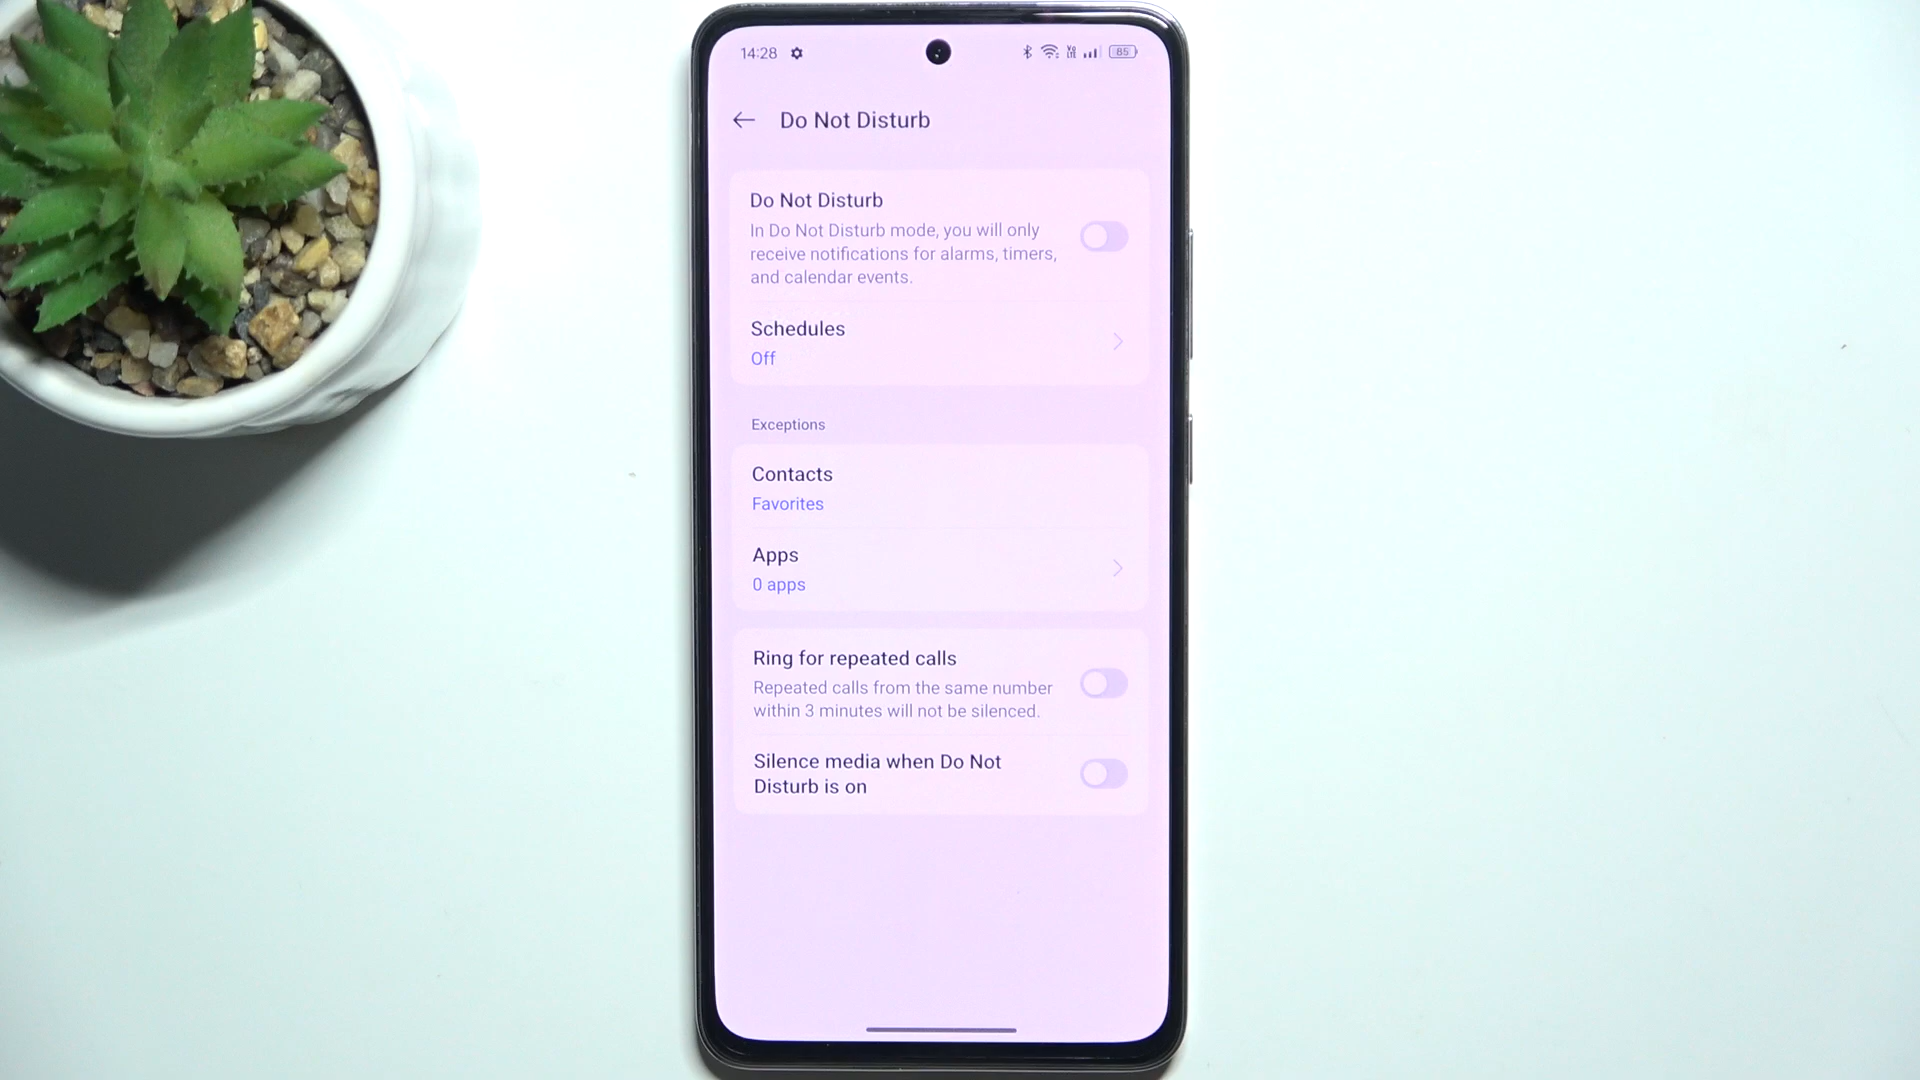 14:28
85
Do Not Disturb
Do Not Disturb
In Do Not Disturb mode, you will only
receive notifications for alarms, timers,
and calendar events.
Schedules
Off
Exceptions
Contacts
Favorites
Apps
0 apps
Ring for repeated calls
Repeated calls from the same number
within 3 minutes will not be silenced.
Silence media when Do Not
Disturb is on